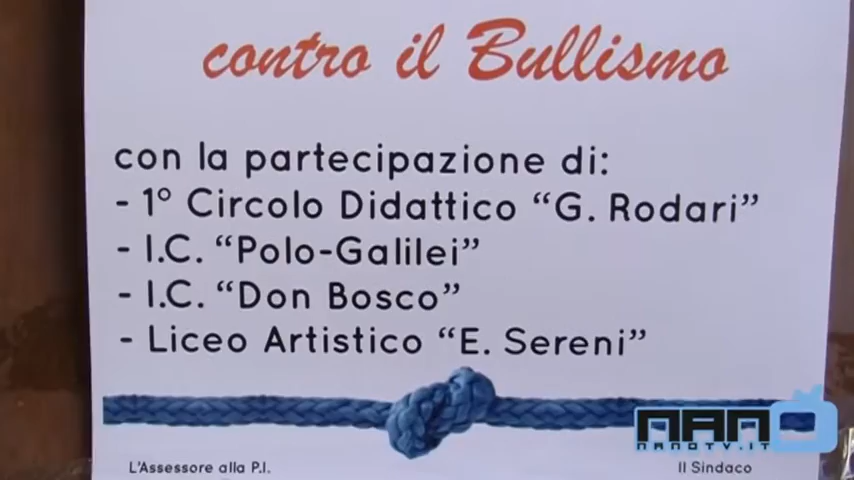 contro il Bullismo
con la partecipazione di:
- 1° Circolo Didattico “G. Rodari”
- I.C. “Polo-Galilei”
- I.C. “Don Bosco”
- Liceo Artistico “E. Sereni”
NANO
NANOTV.IT
L'Assessore alla P.I.
Il Sindaco